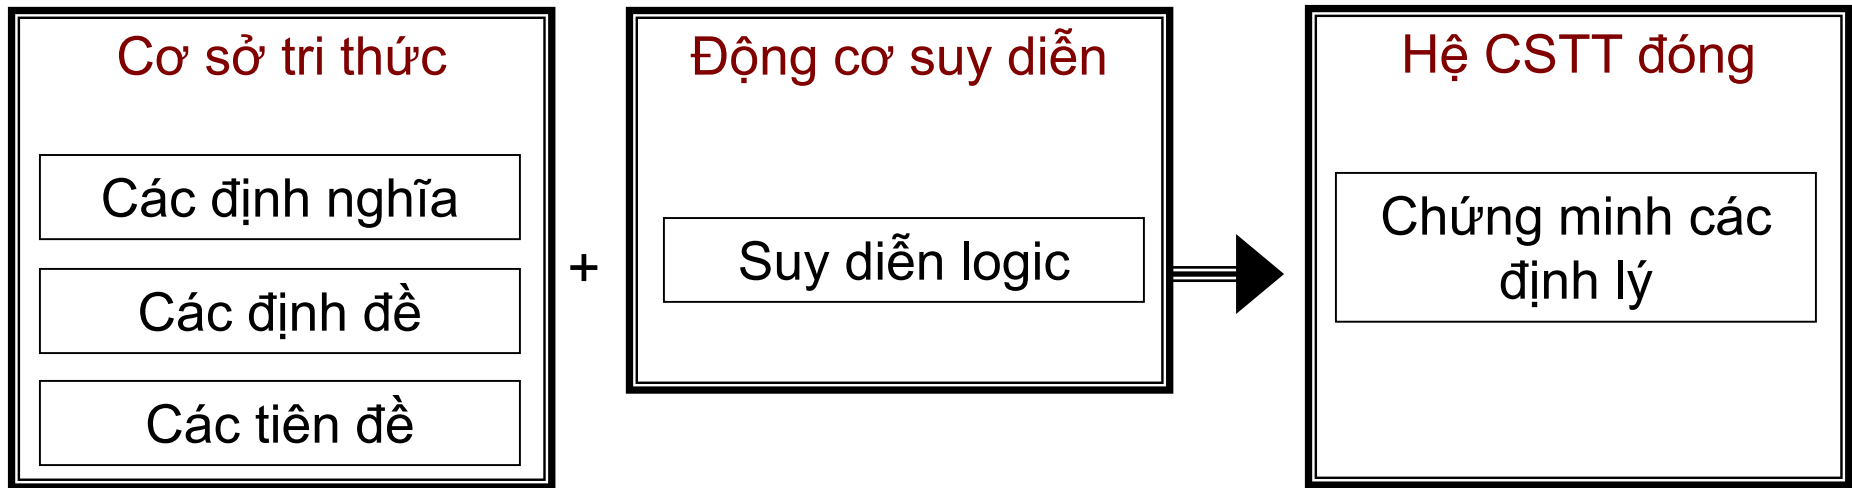 Cơ sở tri thức
Các định nghĩa
Các định đề
Các tiên đề
+
Động cơ suy diễn
Suy diễn logic
Hệ CSTT đóng
Chứng minh các
định lý